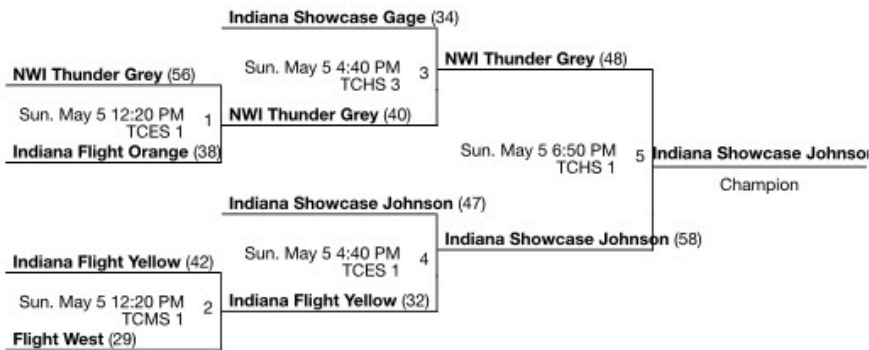 Indiana Showcase Gage (34)
NWI Thunder Grey (56)
Sun. May 5 4:40 PM
TCHS 3
3
NWI Thunder Grey (48)
Sun. May 5 12:20 PM
TCES 1
1
NWI Thunder Grey (40)
Indiana Flight Orange (38)
Sun. May 5 6:50 PM
TCHS 1
5
Indiana Showcase Johnson
Champion
Indiana Showcase Johnson (47)
Sun. May 5 4:40 PM
TCES 1
4
Indiana Showcase Johnson (58)
Indiana Flight Yellow (42)
Sun. May 5 12:20 PM
TCMS 1
2
Indiana Flight Yellow (32)
Flight West (29)